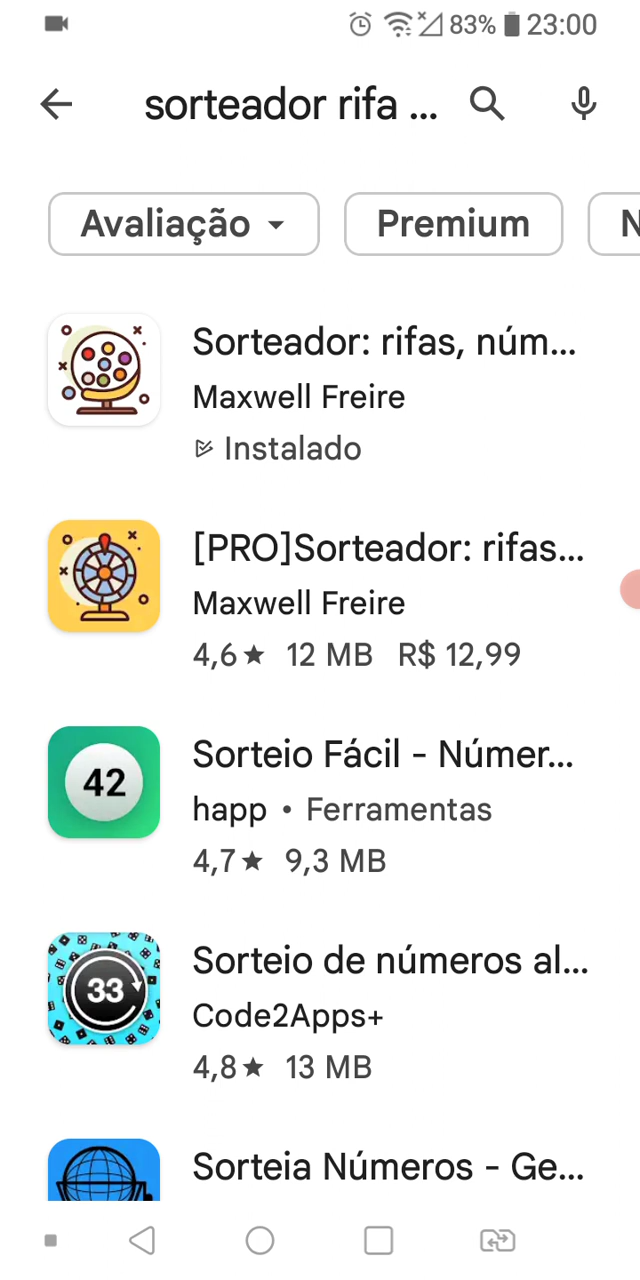 83% 23:00
sorteador rifa ...
Avaliação Premium N
Sorteador: rifas, núm...
Maxwell Freire
Instalado
[PRO]Sorteador: rifas...
Maxwell Freire
4,6★ 12 MB R$ 12,99
42
Sorteio Fácil - Númer...
happ • Ferramentas
4,7★ 9,3 MB
33
Sorteio de números al...
Code2Apps+
4,8★ 13 MB
Sorteia Números - Ge...